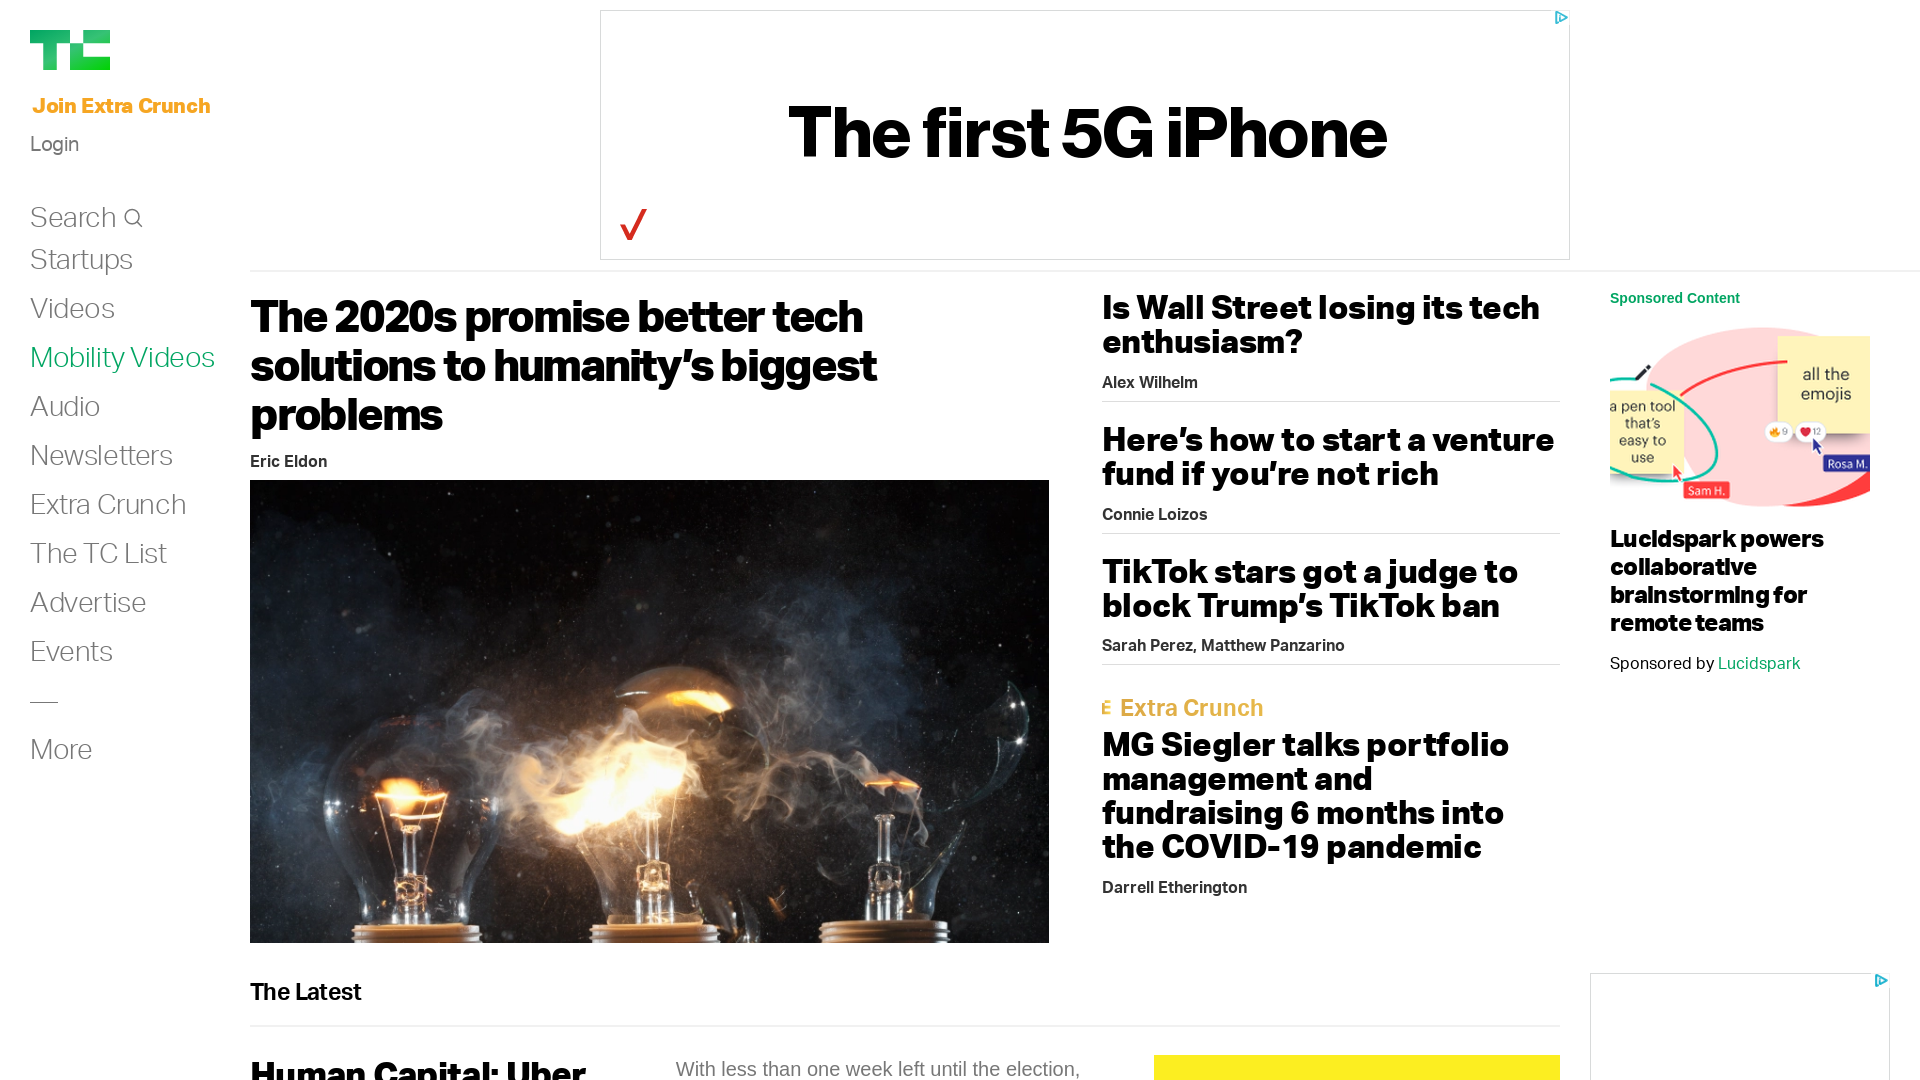 TC
Join Extra Crunch
Login
Search
Startups
Videos
Mobility Videos
Audio
Newsletters
Extra Crunch
The TC List
Advertise
Events
—
More
The first 5G iPhone
The 2020s promise better tech
solutions to humanity’s biggest
problems
Eric Eldon
Is Wall Street losing its tech
enthusiasm?
Alex Wilhelm
Here’s how to start a venture
fund if you’re not rich
Connie Loizos
TikTok stars got a judge to
block Trump’s TikTok ban
Sarah Perez, Matthew Panzarino
Extra Crunch
MG Siegler talks portfolio
management and
fundraising 6 months into
the COVID-19 pandemic
Darrell Etherington
Sponsored Content
all the
emojis
a pen tool
that’s
easy to
use
9
12
Rosa M.
Sam H.
Lucidspark powers
collaborative
brainstorming for
remote teams
Sponsored by Lucidspark
The Latest
Human Capital: Uber
With less than one week left until the election,